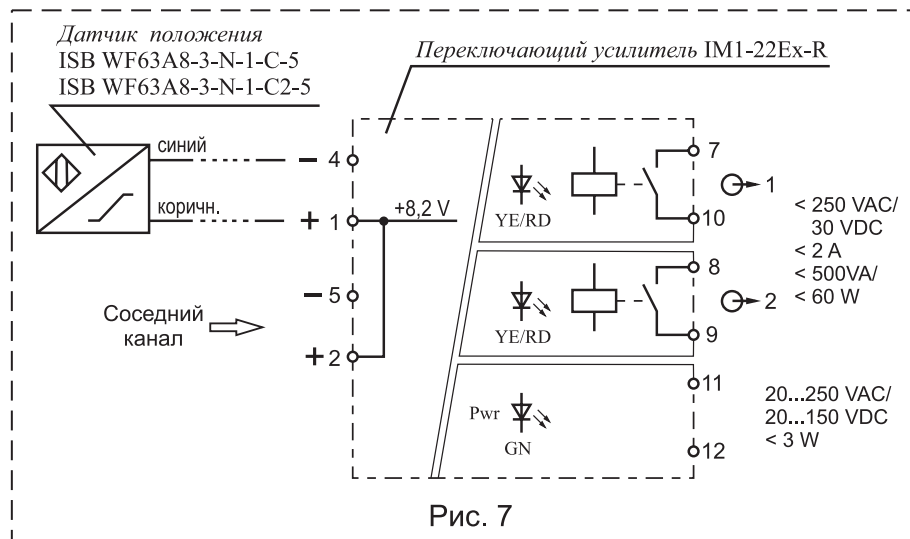 Датчик положения
ISB WF63A8-3-N-1-C-5
ISB WF63A8-3-N-1-C2-5
Переключающий усилитель IM1-22Ex-R
синий
− 4
коричн.
+ 1
+8,2 V
− 5
+ 2
Соседний
канал
YE/RD
7
10
1
YE/RD
8
9
2
< 250 VAC/
30 VDC
< 2 A
< 500VA/
< 60 W
Pwr
GN
11
12
20...250 VAC/
20...150 VDC
< 3 W
Рис. 7